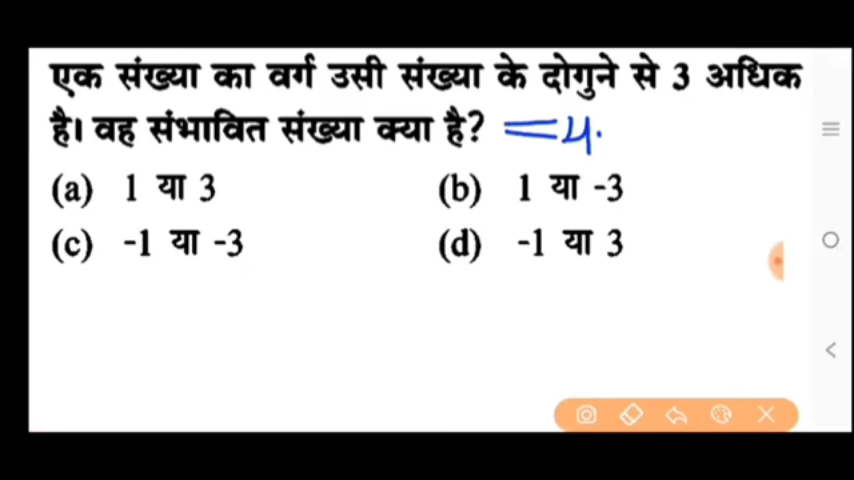 एक संख्या का वर्ग उसी संख्या के दोगुने से 3 अधिक
है। वह संभावित संख्या क्या है? =4.
(a) 1 या 3 (b) 1 या -3
(c) -1 या -3 (d) -1 या 3